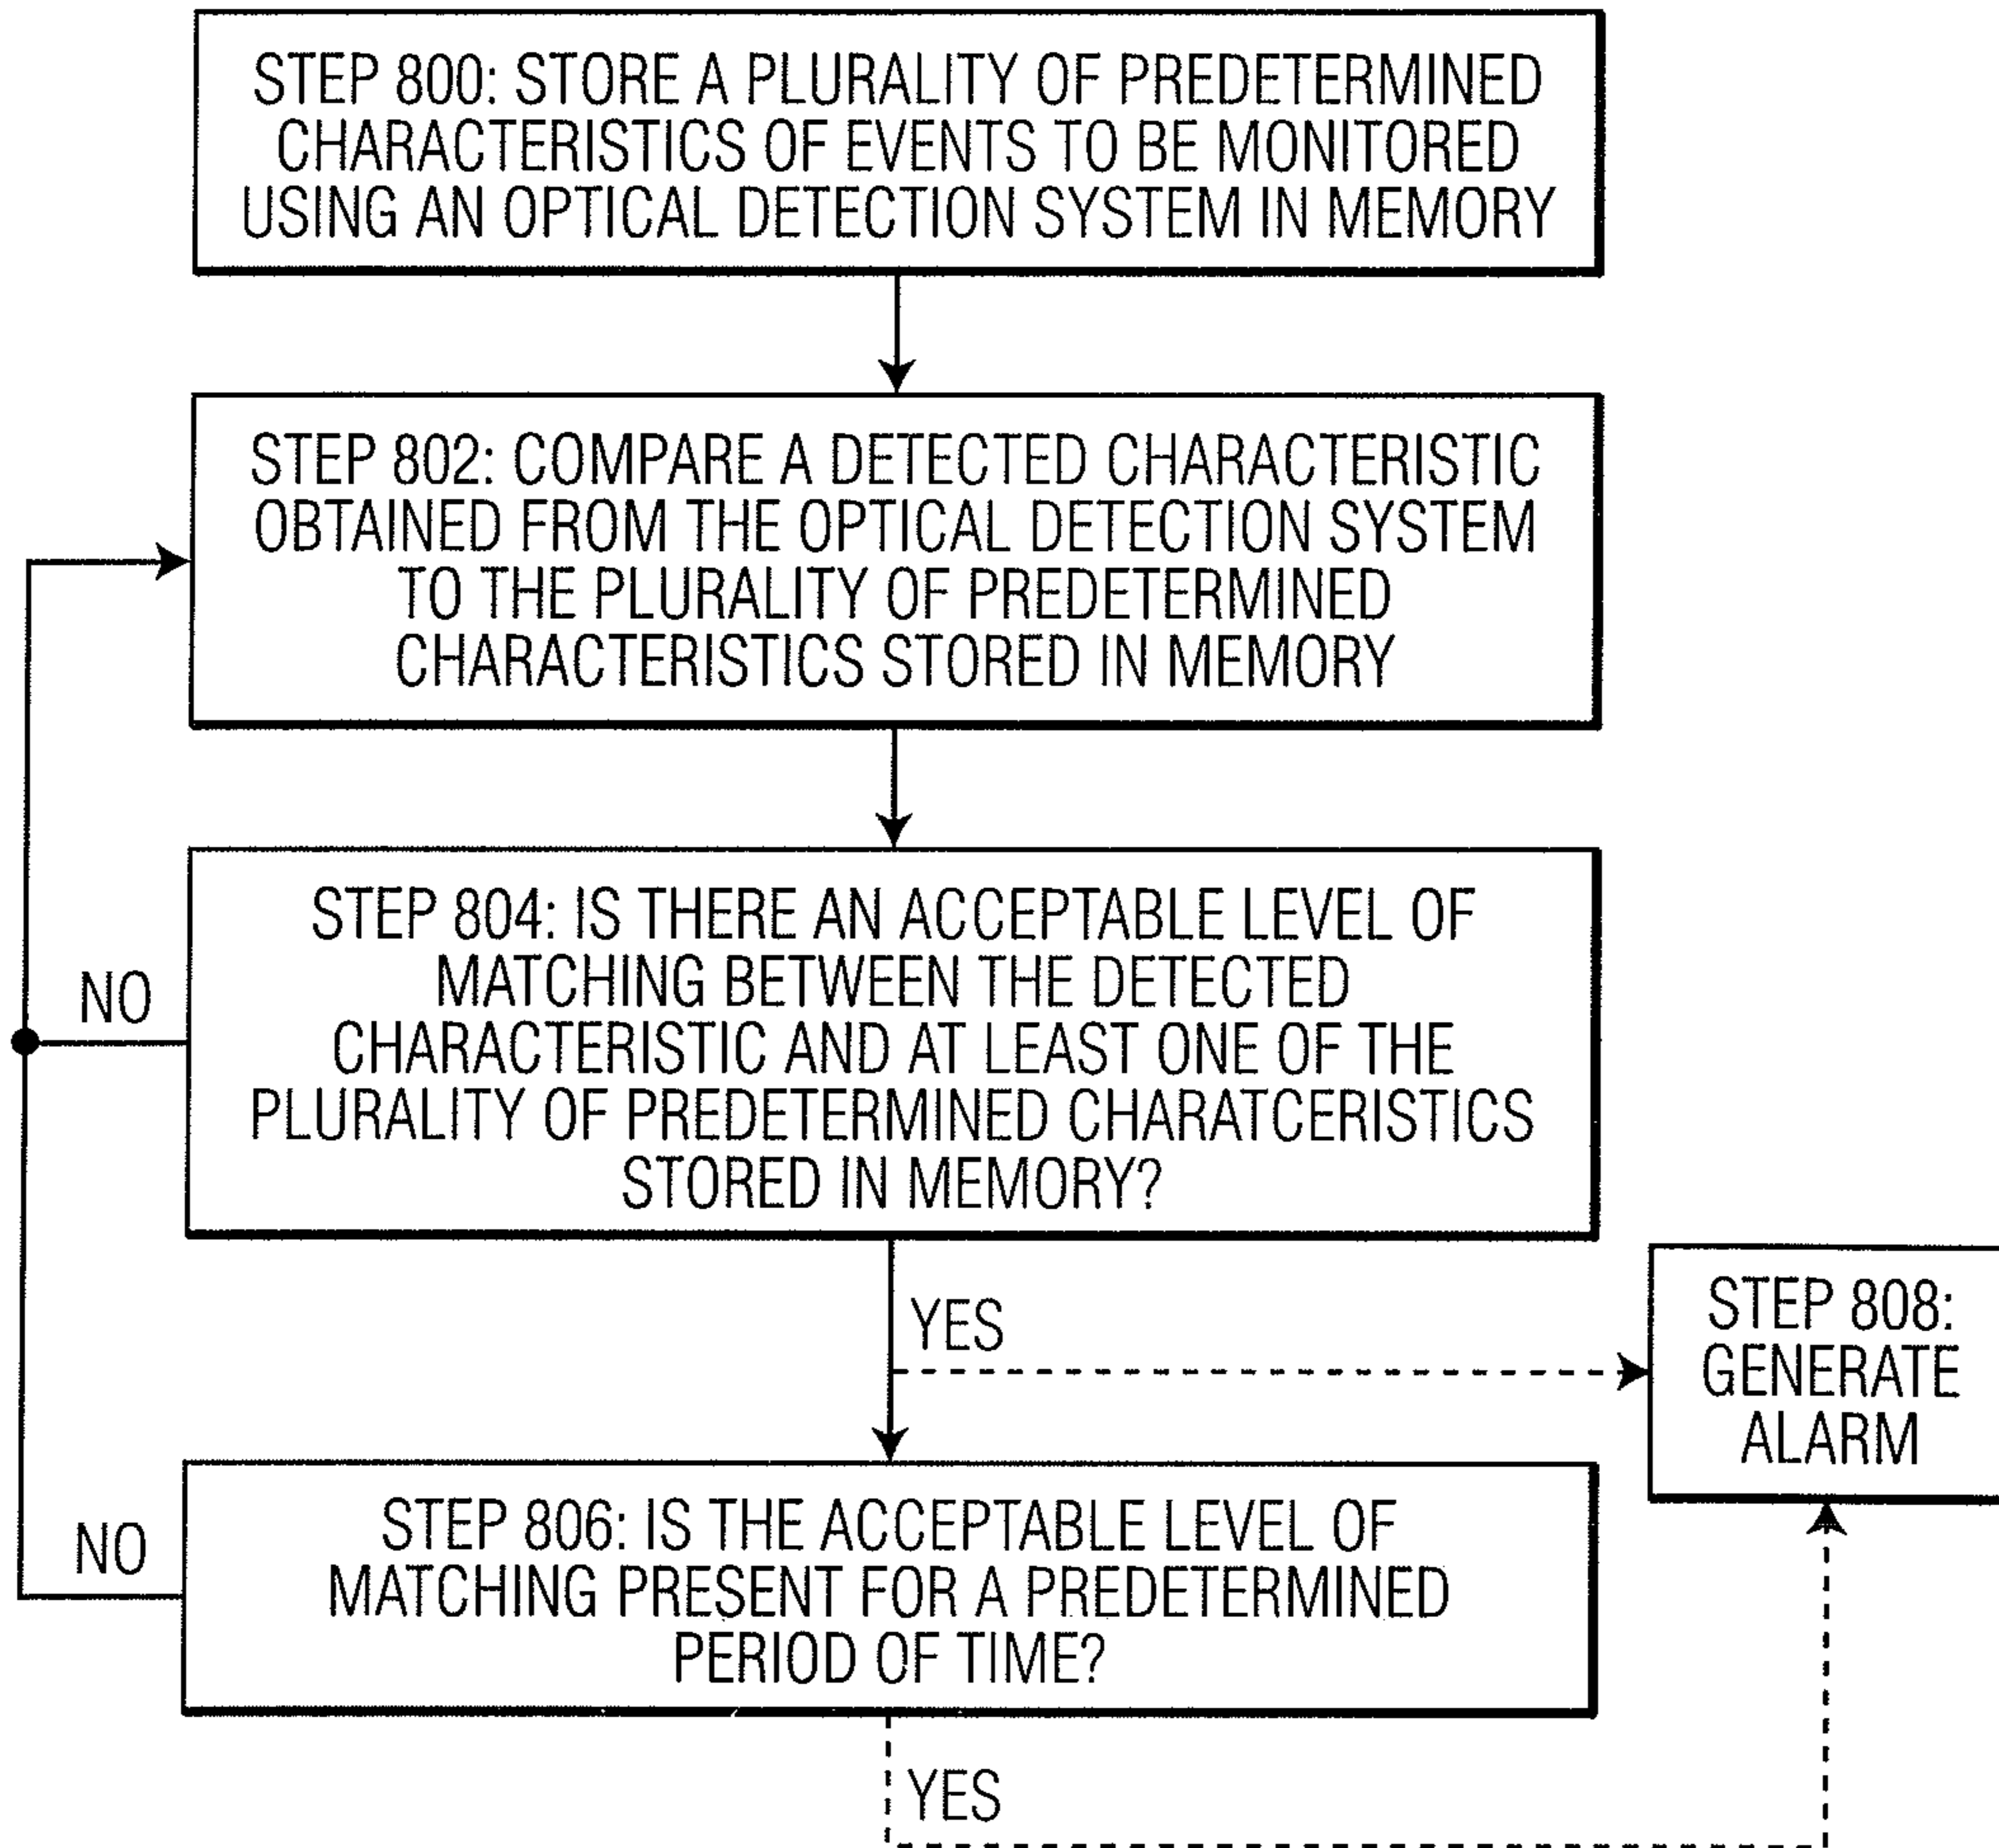 STEP 800: STORE A PLURALITY OF PREDETERMINED
CHARACTERISTICS OF EVENTS TO BE MONITORED
USING AN OPTICAL DETECTION SYSTEM IN MEMORY
STEP 802: COMPARE A DETECTED CHARACTERISTIC
OBTAINED FROM THE OPTICAL DETECTION SYSTEM
TO THE PLURALITY OF PREDETERMINED
CHARACTERISTICS STORED IN MEMORY
STEP 804: IS THERE AN ACCEPTABLE LEVEL OF
MATCHING BETWEEN THE DETECTED
CHARACTERISTIC AND AT LEAST ONE OF THE
PLURALITY OF PREDETERMINED CHARATCERISTICS
STORED IN MEMORY?
NO
YES
STEP 808:
GENERATE
ALARM
STEP 806: IS THE ACCEPTABLE LEVEL OF
MATCHING PRESENT FOR A PREDETERMINED
PERIOD OF TIME?
NO
YES